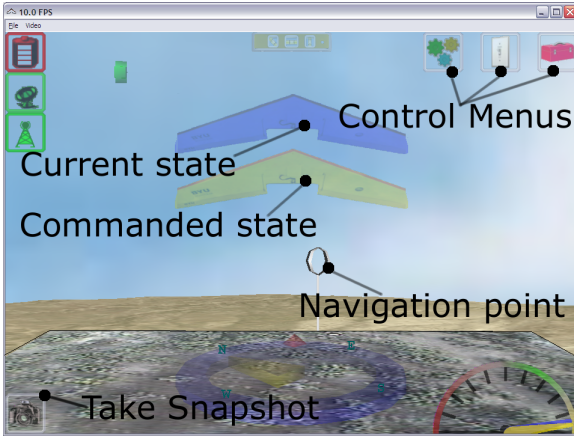 10.0 FPS
File Video
Control Menus
Current state
Commanded state
Navigation point
N
Take Snapshot